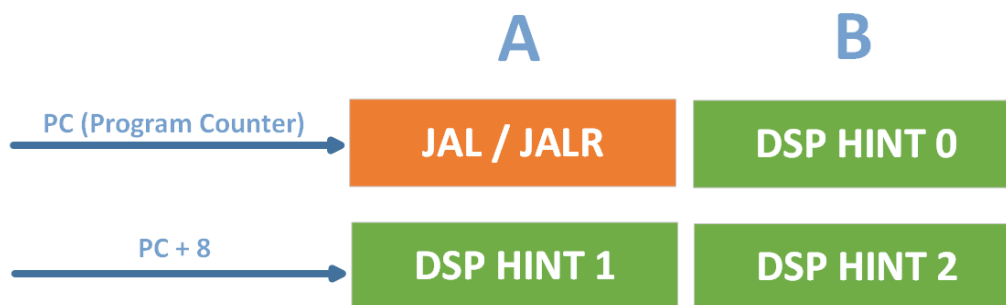 A
B
PC (Program Counter)
JAL / JALR
DSP HINT 0
PC + 8
DSP HINT 1
DSP HINT 2